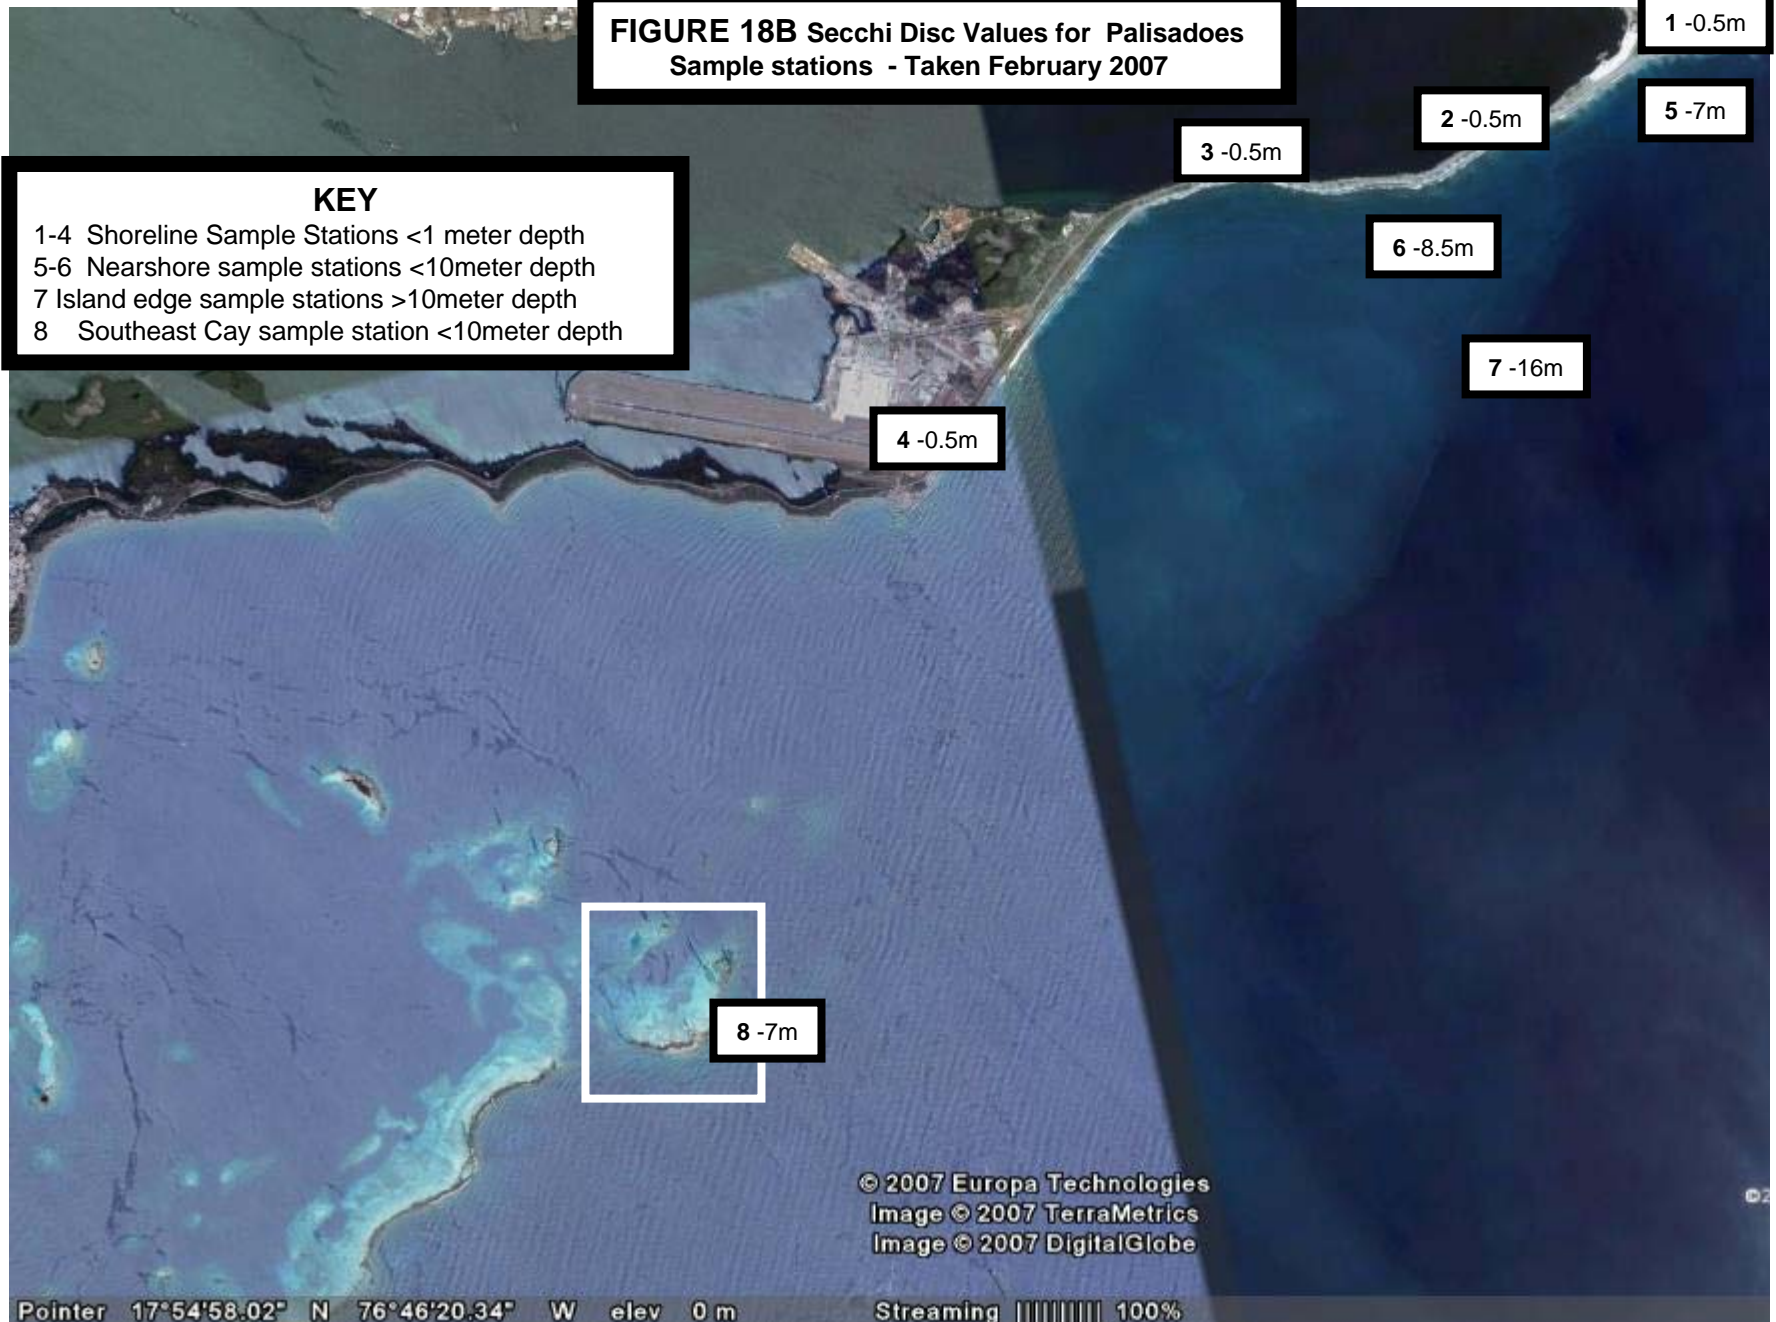 FIGURE 18B Secchi Disc Values for Palisadoes
Sample stations - Taken February 2007
1 -0.5m
2 -0.5m
5 -7m
3 -0.5m
KEY
1-4 Shoreline Sample Stations <1 meter depth
5-6 Nearshore sample stations <10meter depth
7 Island edge sample stations >10meter depth
8 Southeast Cay sample station <10meter depth
6 -8.5m
7 -16m
4 -0.5m
8 -7m
© 2007 Europa Technologies
Image © 2007 TerraMetrics
Image © 2007 DigitalGlobe
©2
Pointer 17°54'58.02" N 76°46'20.34" W elev 0 m Streaming |||||||||| 100%